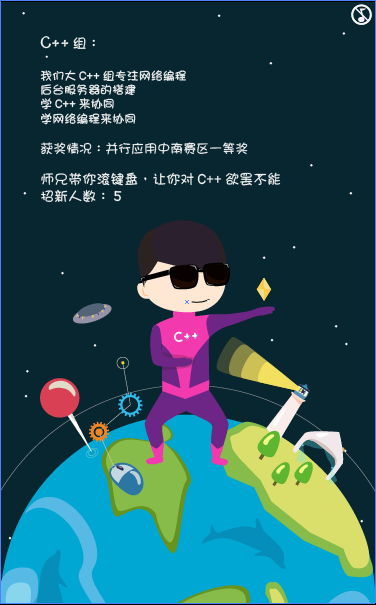 C++ 组：
我们大 C++ 组专注网络编程
后台服务器的搭建
学 C++ 来协同
学网络编程来协同
获奖情况：并行应用中南赛区一等奖
师兄带你滚键盘，让你对 C++ 欲罢不能
招新人数： 5
C++